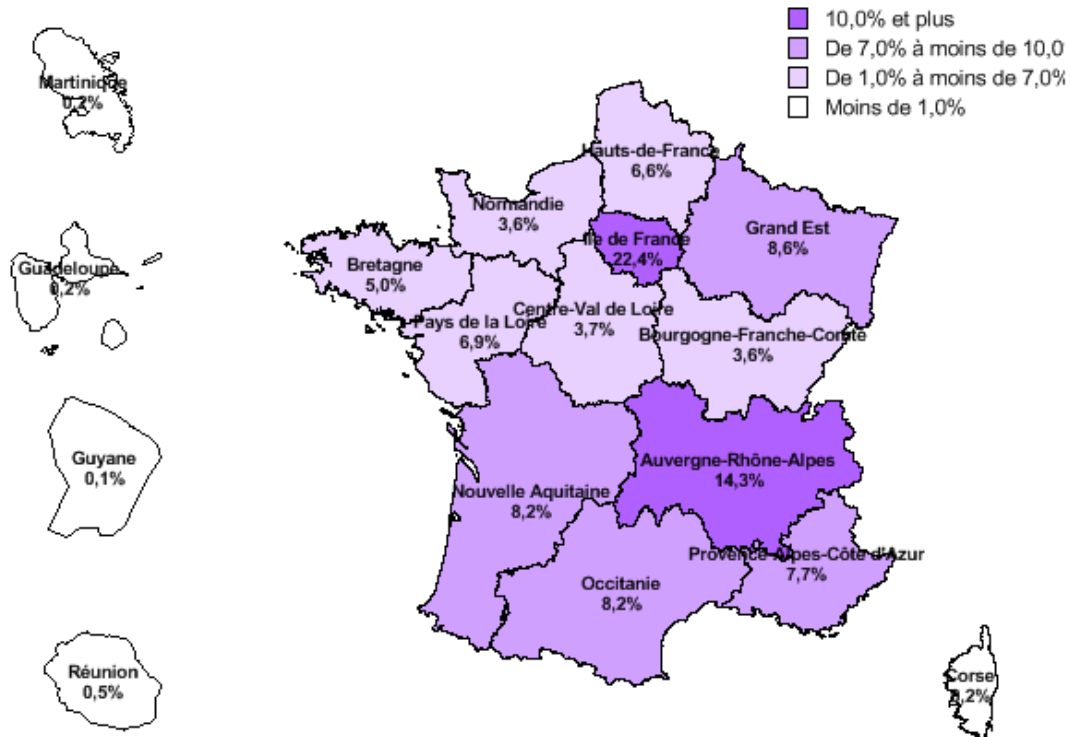 10,0% et plus
De 7,0% à moins de 10,0
De 1,0% à moins de 7,0%
Moins de 1,0%
Martinique
0,2%
Hauts-de-France
6,6%
Normandie
3,6%
Ile de France
22,4%
Grand Est
8,6%
Guadeloupe
0,2%
Bretagne
5,0%
Pays de la Loire
6,9%
Centre-Val de Loire
3,7%
Bourgogne-Franche-Comté
3,6%
Guyane
0,1%
Auvergne-Rhône-Alpes
14,3%
Nouvelle Aquitaine
8,2%
Provence-Alpes-Côte d'Azur
7,7%
Occitanie
8,2%
Réunion
0,5%
Corse